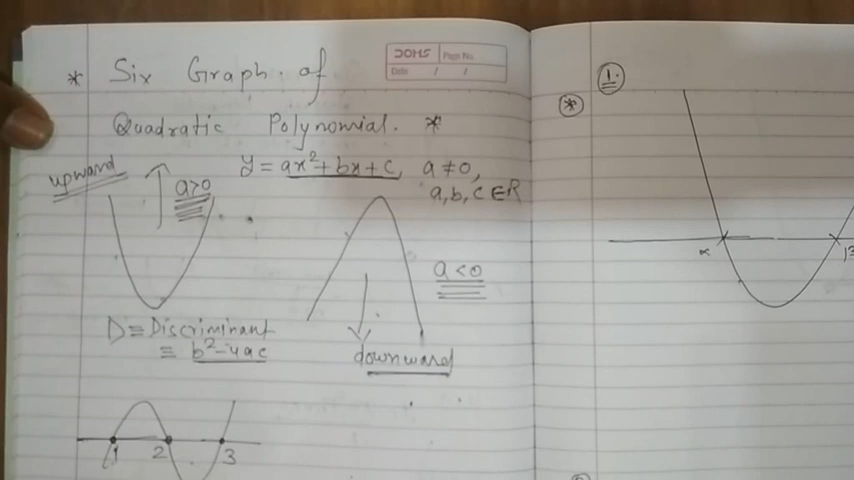 * Six Graph of
JOMS Page No.
Date / /
Quadratic Polynomial. *
y = ax²+bx+c, a ≠ 0,
a, b, c ∈ R
upward
a>0
a<0
D = Discriminant
= b²-4ac
downward
1 2 3
1.
*
α β